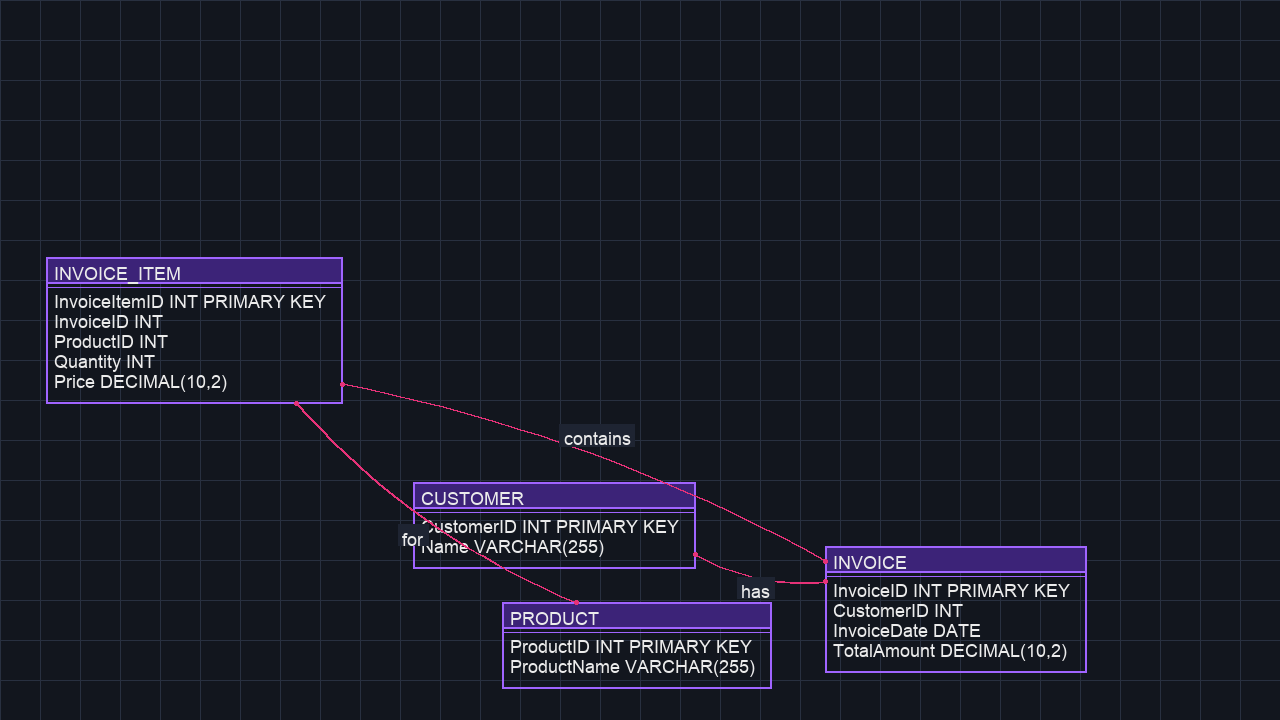 INVOICE_ITEM
InvoiceItemID INT PRIMARY KEY
InvoiceID INT
ProductID INT
Quantity INT
Price DECIMAL(10,2)
contains
CUSTOMER
CustomerID INT PRIMARY KEY
Name VARCHAR(255)
for
has
INVOICE
InvoiceID INT PRIMARY KEY
CustomerID INT
InvoiceDate DATE
TotalAmount DECIMAL(10,2)
PRODUCT
ProductID INT PRIMARY KEY
ProductName VARCHAR(255)